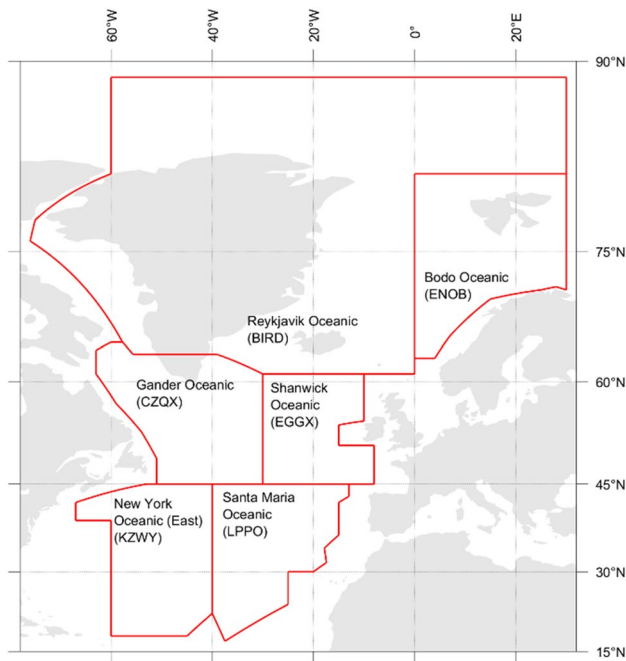 60°W
40°W
20°W
0°
20°E
90°N
75°N
Bodo Oceanic
(ENOB)
Reykjavik Oceanic
(BIRD)
60°N
Gander Oceanic
(CZQX)
Shanwick
Oceanic
(EGGX)
45°N
New York
Oceanic (East)
(KZWY)
Santa Maria
Oceanic
(LPPO)
30°N
15°N